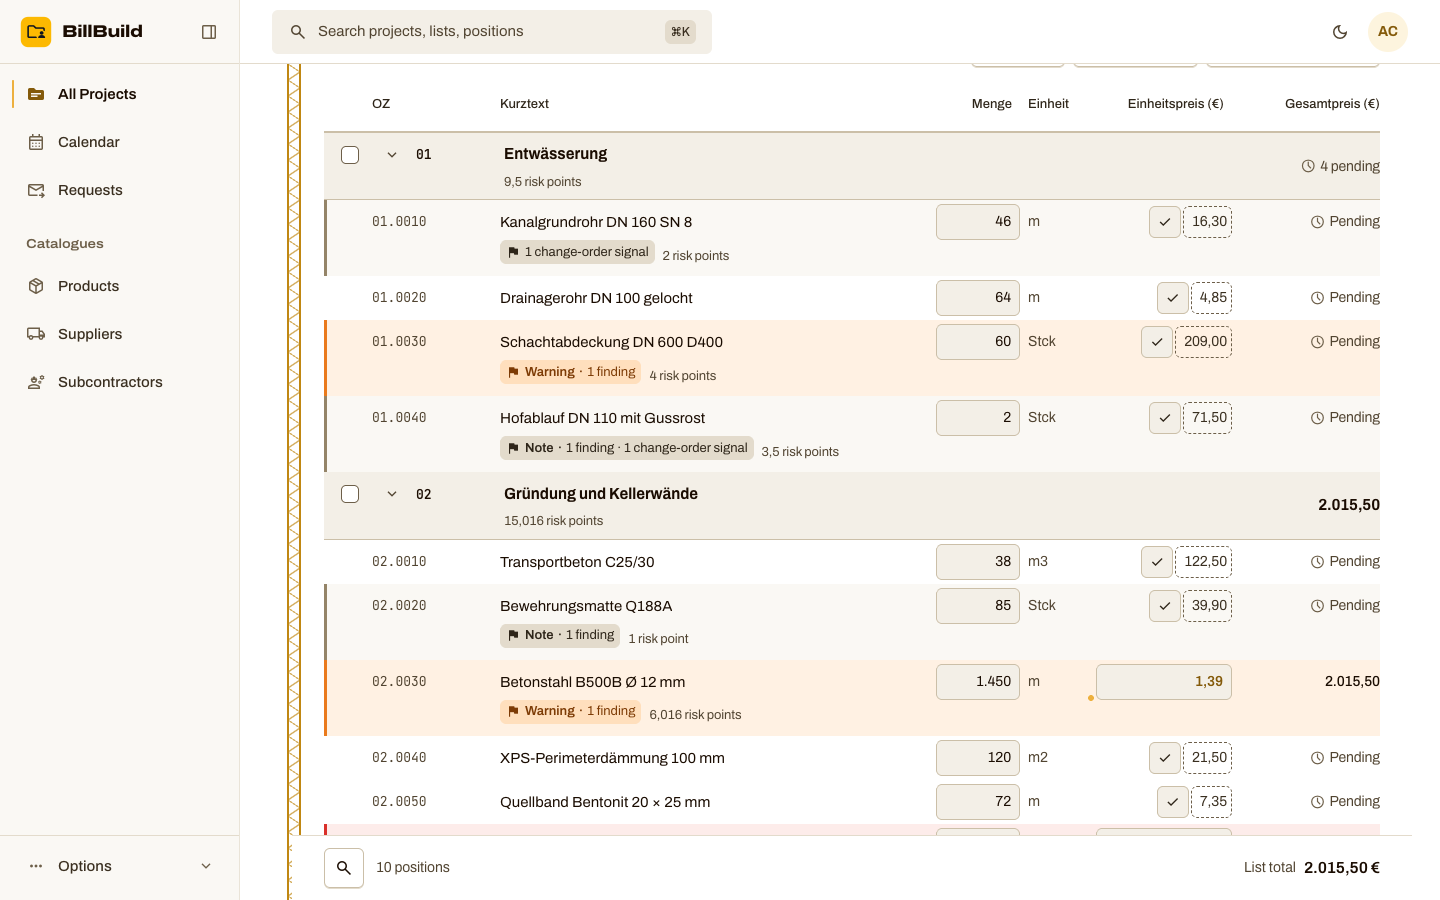 BillBuild
Search projects, lists, positions
⌘K
AC
All Projects
Calendar
Requests
Catalogues
Products
Suppliers
Subcontractors
Options
OZ Kurztext Menge Einheit Einheitspreis (€) Gesamtpreis (€)
01 Entwässerung 4 pending
9,5 risk points
01.0010 Kanalgrundrohr DN 160 SN 8 46 m 16,30 Pending
1 change-order signal 2 risk points
01.0020 Drainagerohr DN 100 gelocht 64 m 4,85 Pending
01.0030 Schachtabdeckung DN 600 D400 60 Stck 209,00 Pending
Warning · 1 finding 4 risk points
01.0040 Hofablauf DN 110 mit Gussrost 2 Stck 71,50 Pending
Note · 1 finding · 1 change-order signal 3,5 risk points
02 Gründung und Kellerwände 2.015,50
15,016 risk points
02.0010 Transportbeton C25/30 38 m3 122,50 Pending
02.0020 Bewehrungsmatte Q188A 85 Stck 39,90 Pending
Note · 1 finding 1 risk point
02.0030 Betonstahl B500B Ø 12 mm 1.450 m 1,39 2.015,50
Warning · 1 finding 6,016 risk points
02.0040 XPS-Perimeterdämmung 100 mm 120 m2 21,50 Pending
02.0050 Quellband Bentonit 20 × 25 mm 72 m 7,35 Pending
10 positions List total 2.015,50 €